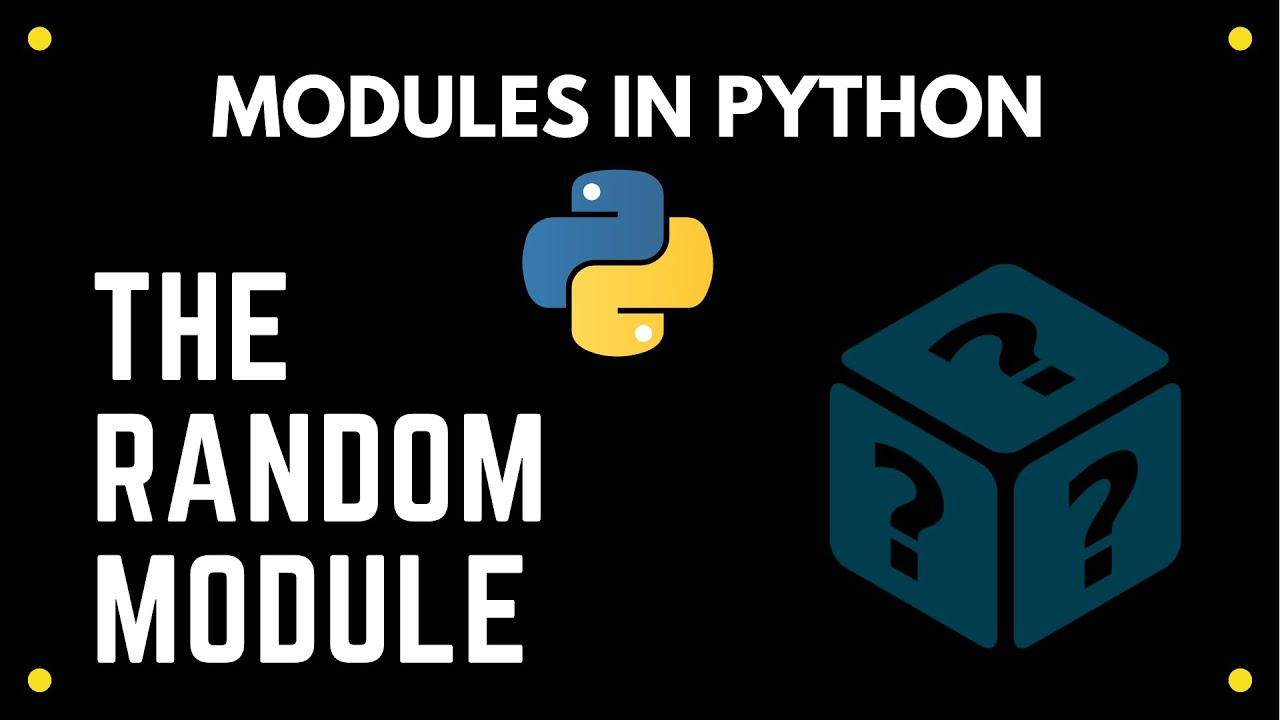 MODULES IN PYTHON
THE
RANDOM
MODULE
? ? ?